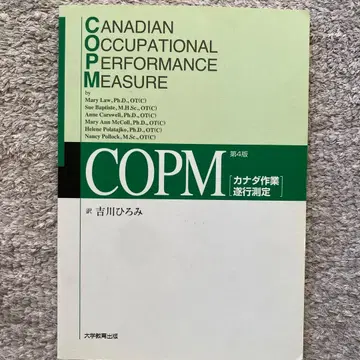 CANADIAN
OCCUPATIONAL
PERFORMANCE
MEASURE
by
Mary Law, Ph.D., OT(C)
Sue Baptiste, M.H.Sc., OT(C)
Anne Carswell, Ph.D., OT(C)
Mary Ann McColl, Ph.D., OT(C)
Helene Polatajko, Ph.D., OT(C)
Nancy Pollock, M.Sc., OT(C)
COPM 第4版
カナダ作業
遂行測定
訳 吉川ひろみ
大学教育出版